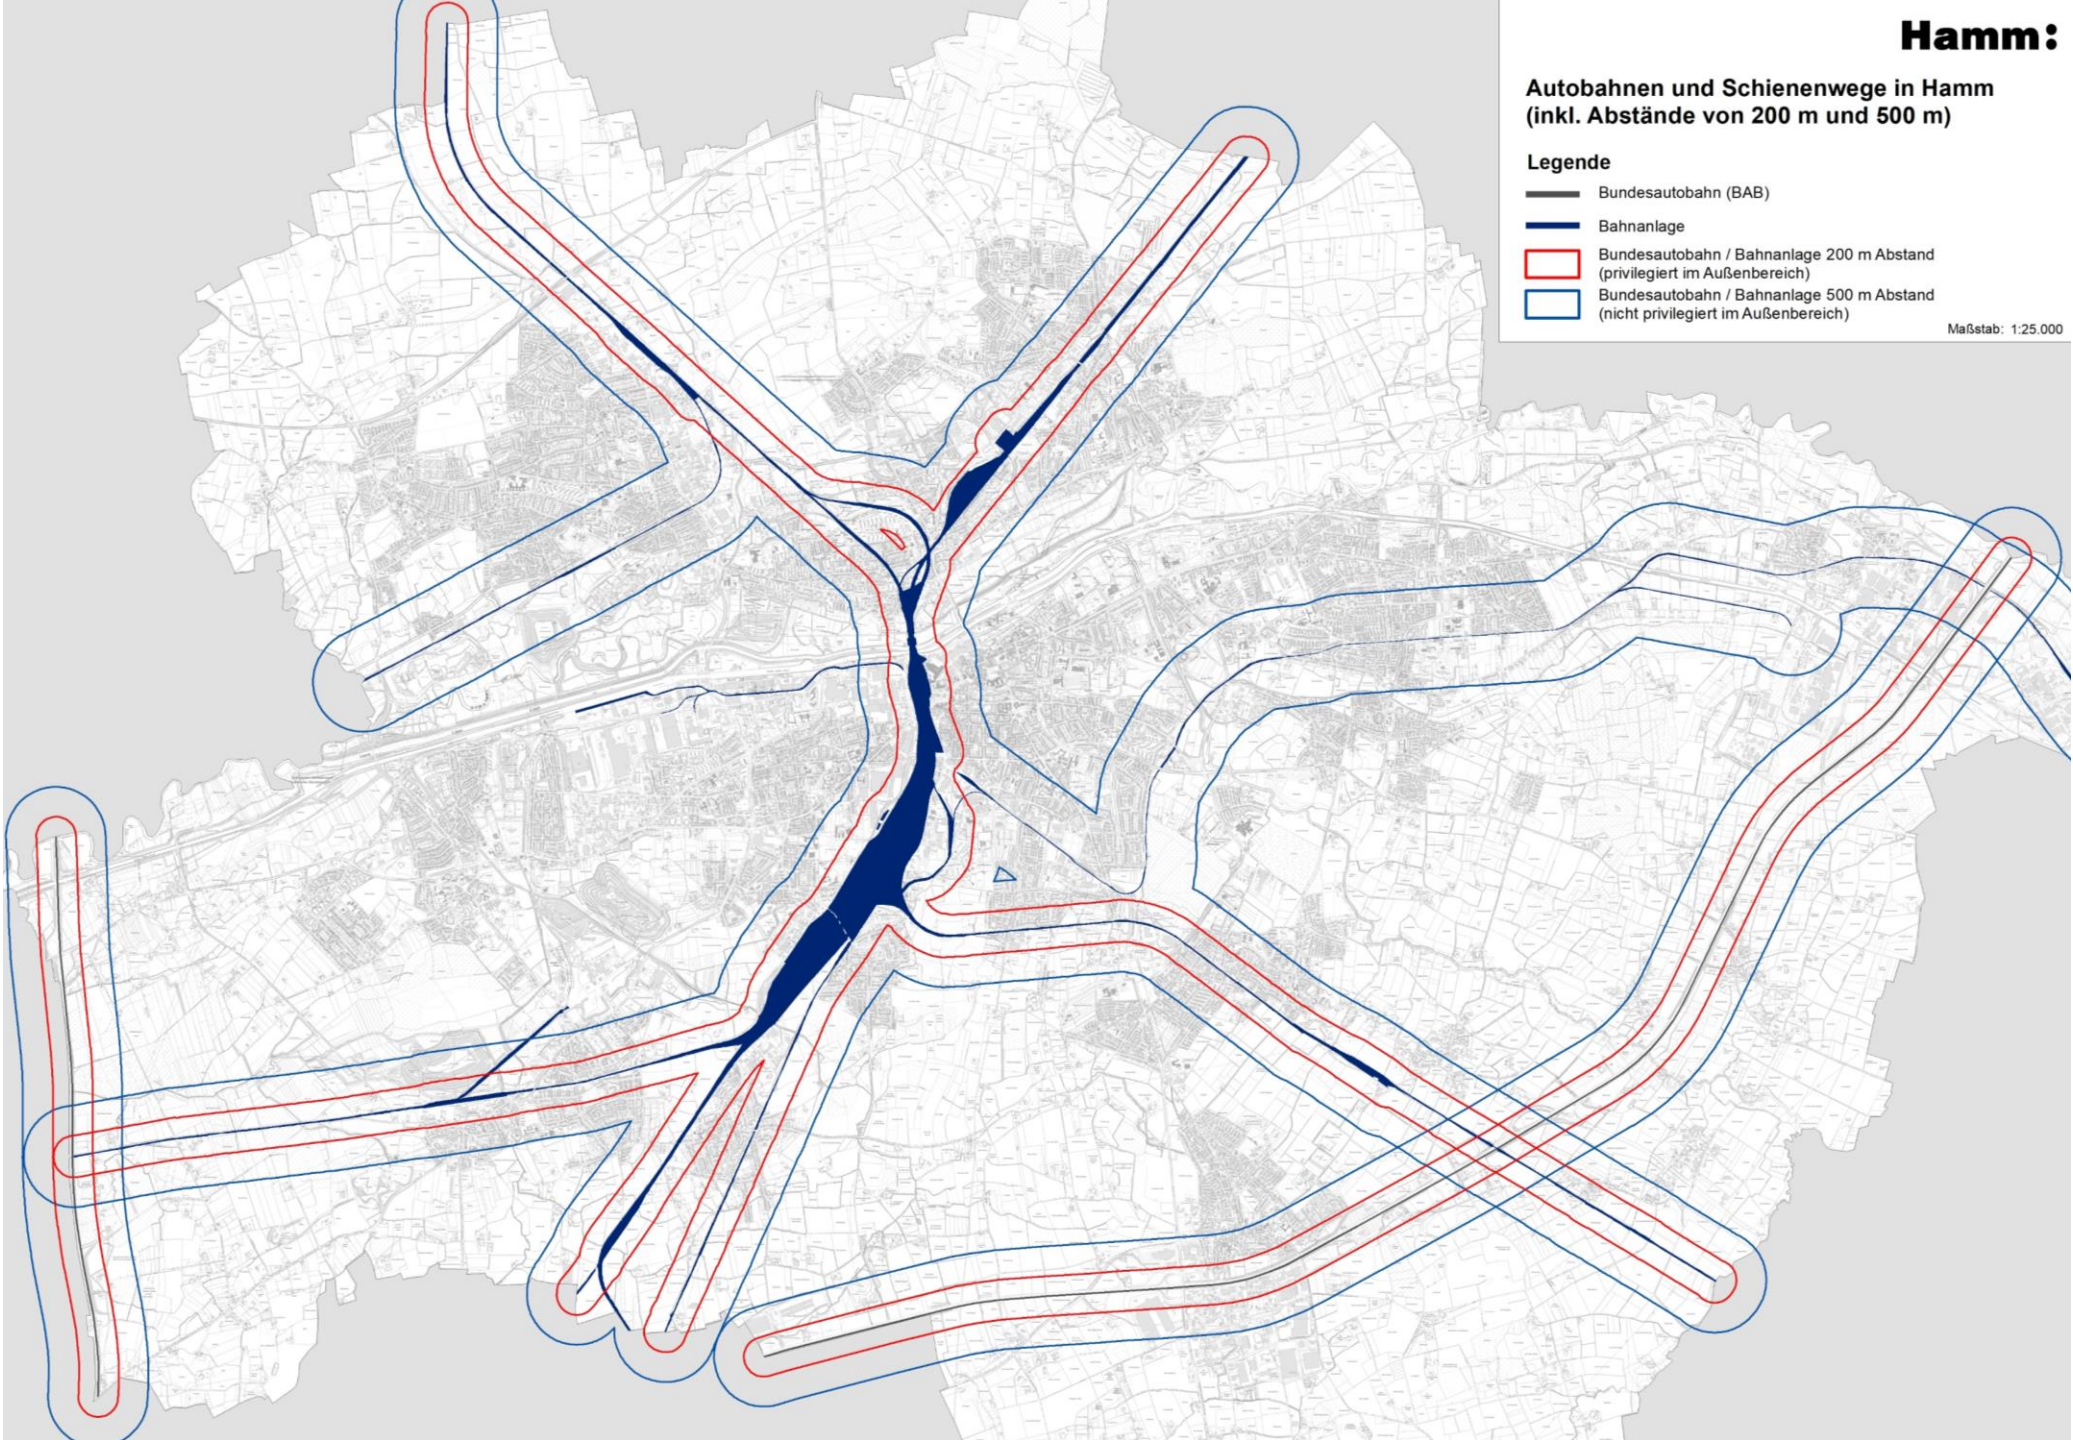 Hamm:
Autobahnen und Schienenwege in Hamm
(inkl. Abstände von 200 m und 500 m)
Legende
Bundesautobahn (BAB)
Bahnanlage
Bundesautobahn / Bahnanlage 200 m Abstand
(privilegiert im Außenbereich)
Bundesautobahn / Bahnanlage 500 m Abstand
(nicht privilegiert im Außenbereich)
Maßstab: 1:25.000